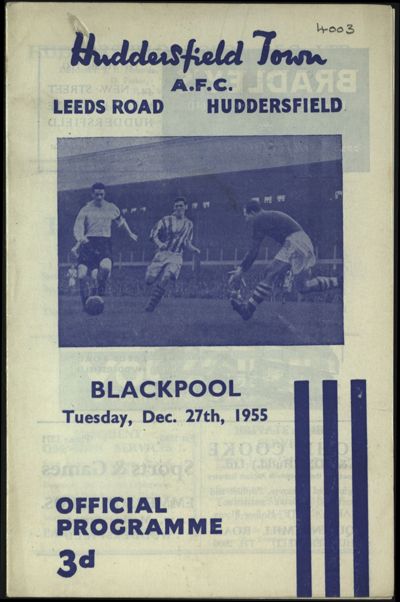 4003
Huddersfield Town
A.F.C.
LEEDS ROAD HUDDERSFIELD
BLACKPOOL
Tuesday, Dec. 27th, 1955
OFFICIAL
PROGRAMME
3d